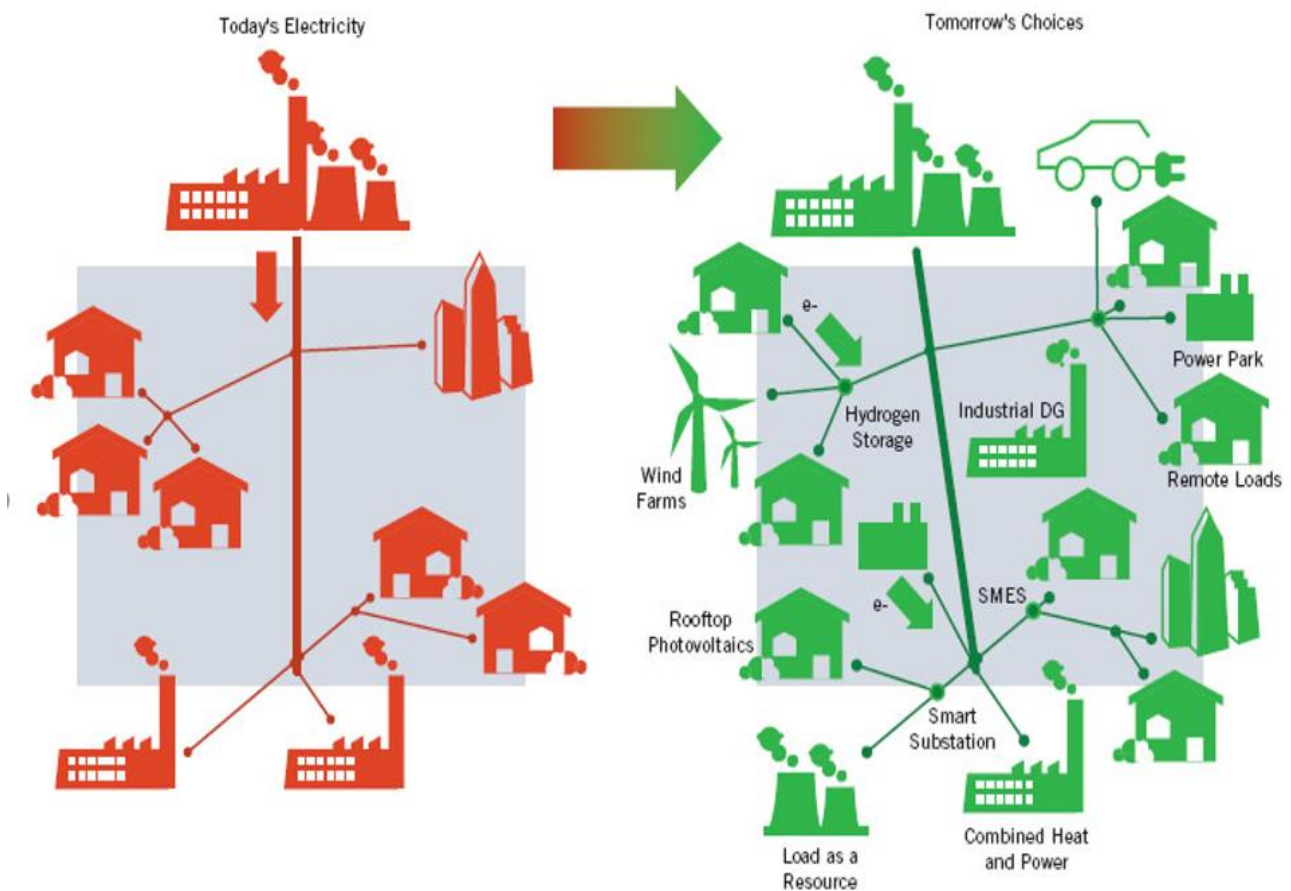 Today's Electricity
Tomorrow's Choices
e-
Power Park
Hydrogen
Storage
Industrial DG
Wind
Farms
Remote Loads
e-
SMES
Rooftop
Photovoltaics
Smart
Substation
Load as a
Resource
Combined Heat
and Power